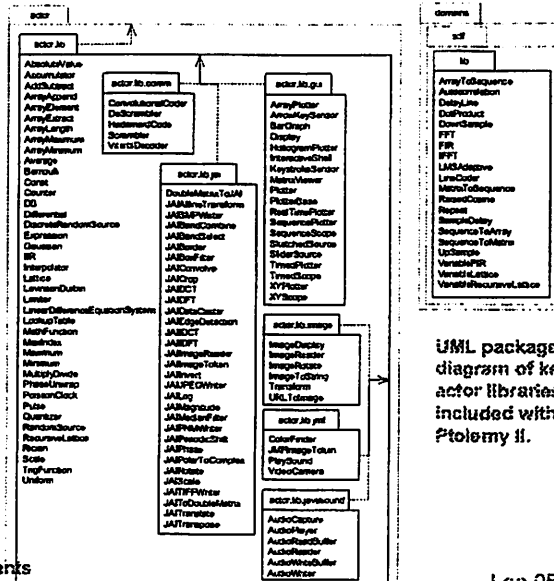 actor
actor.lib
AbsoluteValue
Accumulator
AddSubtract
ArrayAppend
ArrayElement
ArrayExtract
ArrayLength
ArrayMaximum
ArrayMinimum
Average
Bernoulli
Const
Counter
DB
Differential
DiscreteRandomSource
Expression
Gaussian
IIR
Interpolator
Lattice
LevinsonDurbin
Limiter
LinearDifferenceEquationSystem
LookupTable
MathFunction
MaxIndex
Maximum
Minimum
MultiplyDivide
PhaseUnwrap
PoissonClock
Pulse
Quantizer
RandomSource
RecursiveLattice
Rician
Scale
TrigFunction
Uniform
actor.lib.comm
ConvolutionalCoder
DeScrambler
HadamardCode
Scrambler
ViterbiDecoder
actor.lib.jai
DoubleMatrixToJAI
JAIAffineTransform
JAIBMPWriter
JAIBandCombine
JAIBandSelect
JAIBorder
JAIBoxFilter
JAIConvolve
JAICrop
JAIDCT
JAIDFT
JAIDataCaster
JAIEdgeDetection
JAIIDCT
JAIIDFT
JAIImageReader
JAIImageToken
JAIInvert
JAIJPEGWriter
JAILog
JAIMagnitude
JAIMedianFilter
JAIPNMWriter
JAIPeriodicShift
JAIPhase
JAIPolarToComplex
JAIRotate
JAIScale
JAITIFFWriter
JAIToDoubleMatrix
JAITranslate
JAITranspose
actor.lib.gui
ArrayPlotter
ArrowKeySensor
BarGraph
Display
HistogramPlotter
InteractiveShell
KeystrokeSensor
MatrixViewer
Plotter
PlotterBase
RealTimePlotter
SequencePlotter
SequenceScope
SketchedSource
SliderSource
TimedPlotter
TimedScope
XYPlotter
XYScope
actor.lib.image
ImageDisplay
ImageReader
ImageRotate
ImageToString
Transform
URLToImage
actor.lib.jmf
ColorFinder
JMFImageToken
PlaySound
VideoCamera
actor.lib.javasound
AudioCapture
AudioPlayer
AudioReadBuffer
AudioReader
AudioWriteBuffer
AudioWriter
domains
sdf
lib
ArrayToSequence
Autocorrelation
DelayLine
DotProduct
DownSample
FFT
FIR
IFFT
LMSAdaptive
LineCoder
MatrixToSequence
RaisedCosine
Repeat
SampleDelay
SequenceToArray
SequenceToMatrix
UpSample
VariableFIR
VariableLattice
VariableRecursiveLattice
UML package
diagram of key
actor libraries
included with
Ptolemy II.